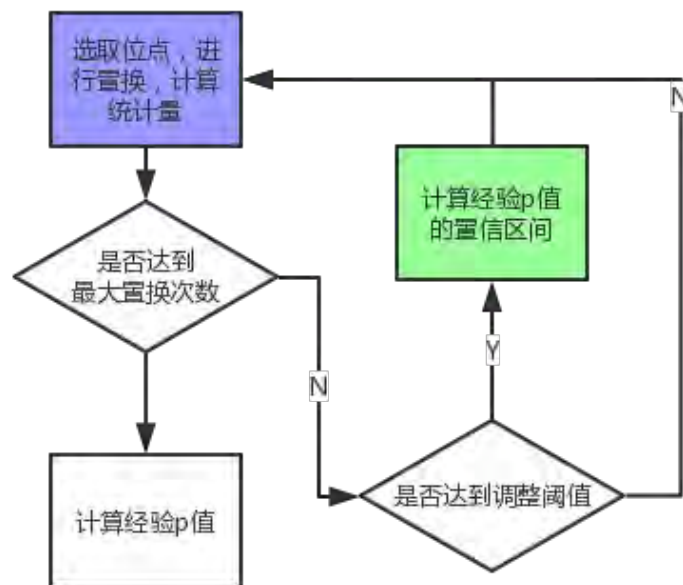 选取位点，进
行置换，计算
统计量
N
计算经验p值
的置信区间
是否达到
最大置换次数
Y
N
计算经验p值
是否达到调整阈值